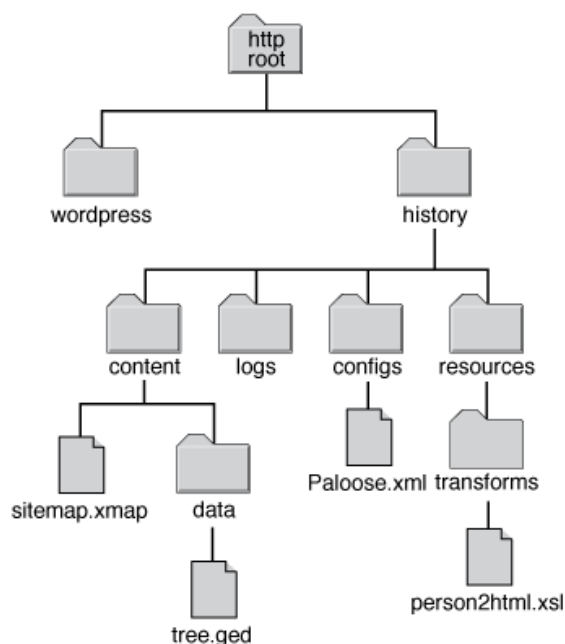 http
root
wordpress
history
content
logs
configs
resources
sitemap.xmap
data
Paloose.xml
transforms
tree.ged
person2html.xsl